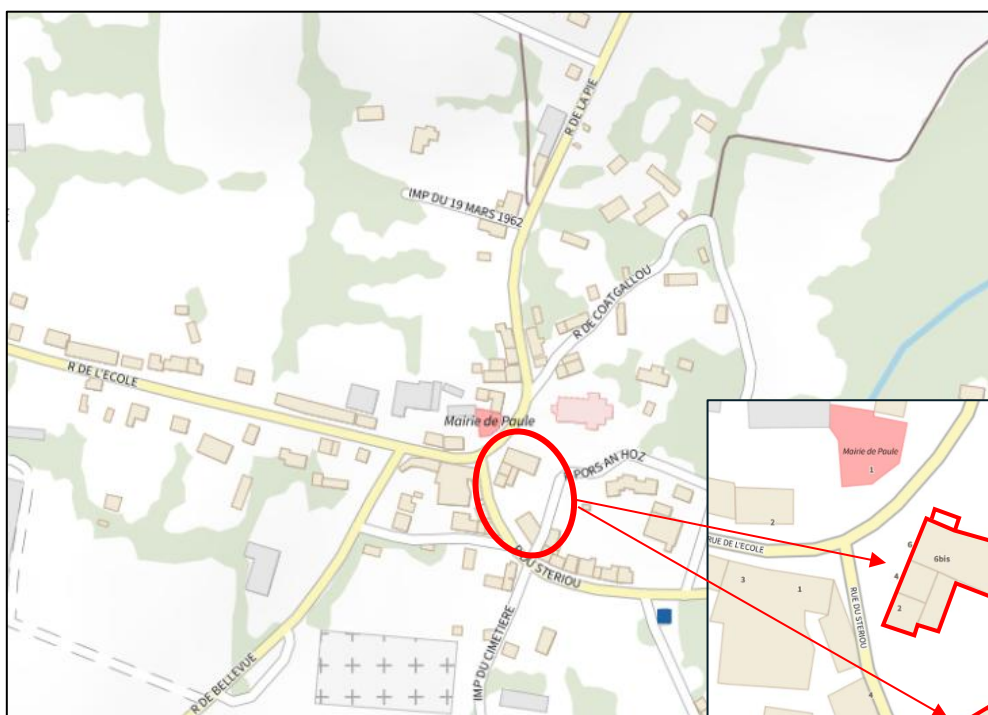 R DE LA PIE
IMP DU 19 MARS 1962
R DE COATGALLOU
R DE L'ECOLE
Mairie de Paule
PORS AN HOZ
R DU STERIOU
IMP DU CIMETIERE
R DE BELLEVUE
Mairie de Paule
1
2
RUE DE L'ECOLE
6
6bis
4
2
3
1
RUE DU STERIOU
4